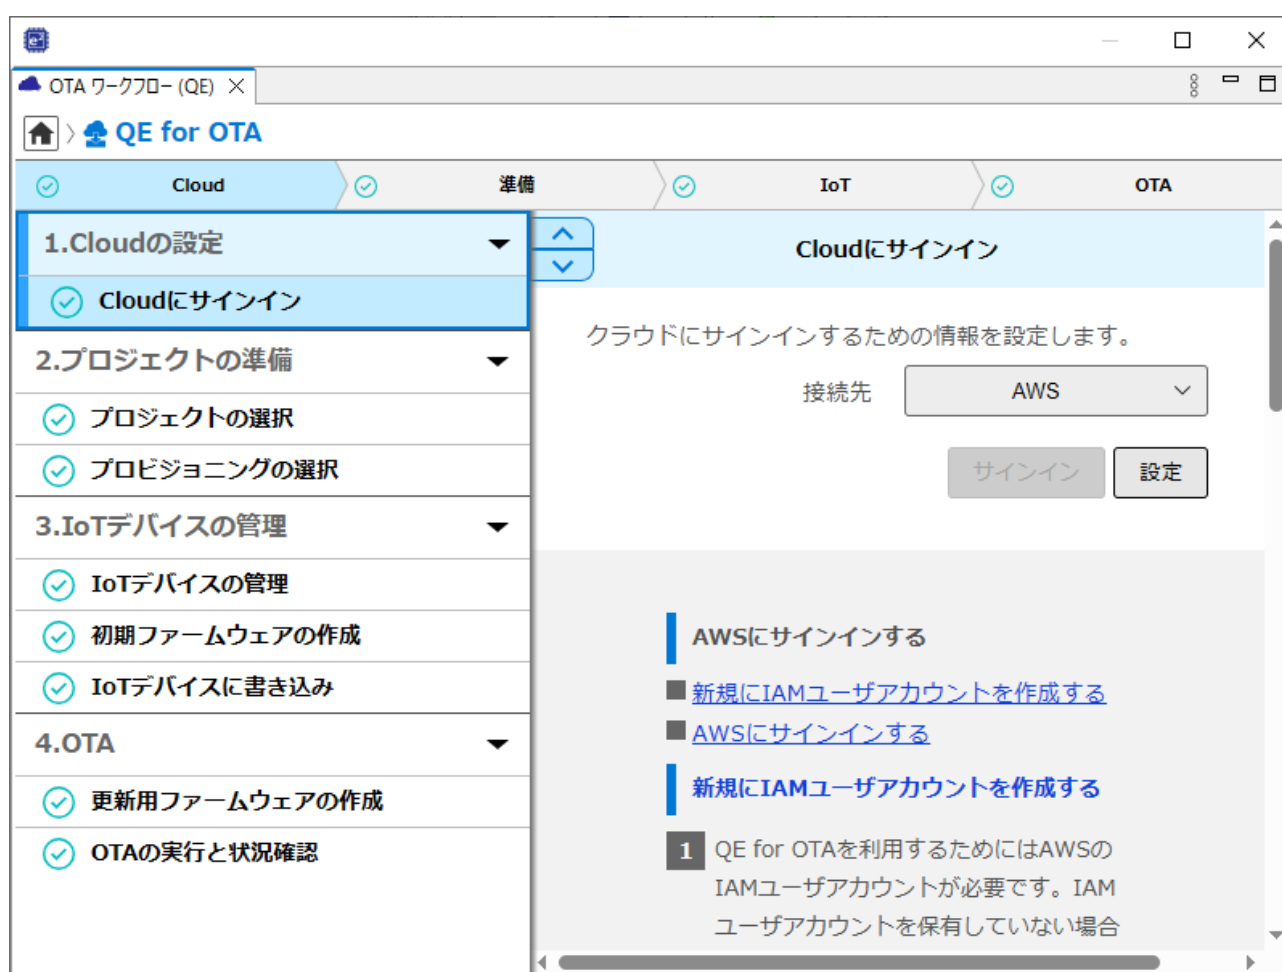 OTA ワークフロー (QE)
QE for OTA
Cloud
準備
IoT
OTA
1.Cloudの設定
Cloudにサインイン
2.プロジェクトの準備
プロジェクトの選択
プロビジョニングの選択
3.IoTデバイスの管理
IoTデバイスの管理
初期ファームウェアの作成
IoTデバイスに書き込み
4.OTA
更新用ファームウェアの作成
OTAの実行と状況確認
Cloudにサインイン
クラウドにサインインするための情報を設定します。
接続先 AWS
サインイン 設定
AWSにサインインする
新規にIAMユーザアカウントを作成する
AWSにサインインする
新規にIAMユーザアカウントを作成する
1 QE for OTAを利用するためにはAWSの
IAMユーザアカウントが必要です。IAM
ユーザアカウントを保有していない場合